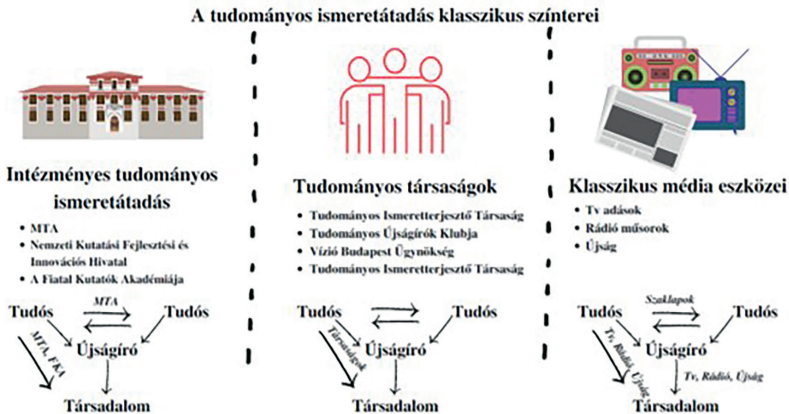 A tudományos ismeretátadás klasszikus színterei
Intézményes tudományos
ismeretátadás
• MTA
• Nemzeti Kutatási Fejlesztési és
Innovációs Hivatal
• A Fiatal Kutatók Akadémiája
MTA
Tudós
Tudós
MTA, FKA
Újságíró
Társadalom
Tudományos társaságok
• Tudományos Ismeretterjesztő Társaság
• Tudományos Újságírók Klubja
• Vízió Budapest Ügynökség
• Tudományos Ismeretterjesztő Társaság
Tudós
Tudós
Társaságok
Újságíró
Társadalom
Klasszikus média eszközei
• Tv adások
• Rádió műsorok
• Újság
Szaklapok
Tudós
Tudós
Tv, Rádió, Újság
Újságíró
Tv, Rádió, Újság
Társadalom